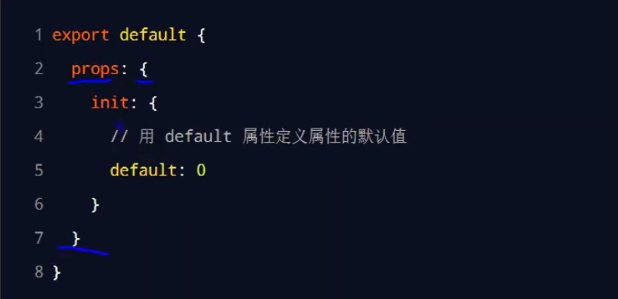 1 export default {
2 props: {
3 init: {
4 // 用 default 属性定义属性的默认值
5 default: 0
6 }
7 }
8 }